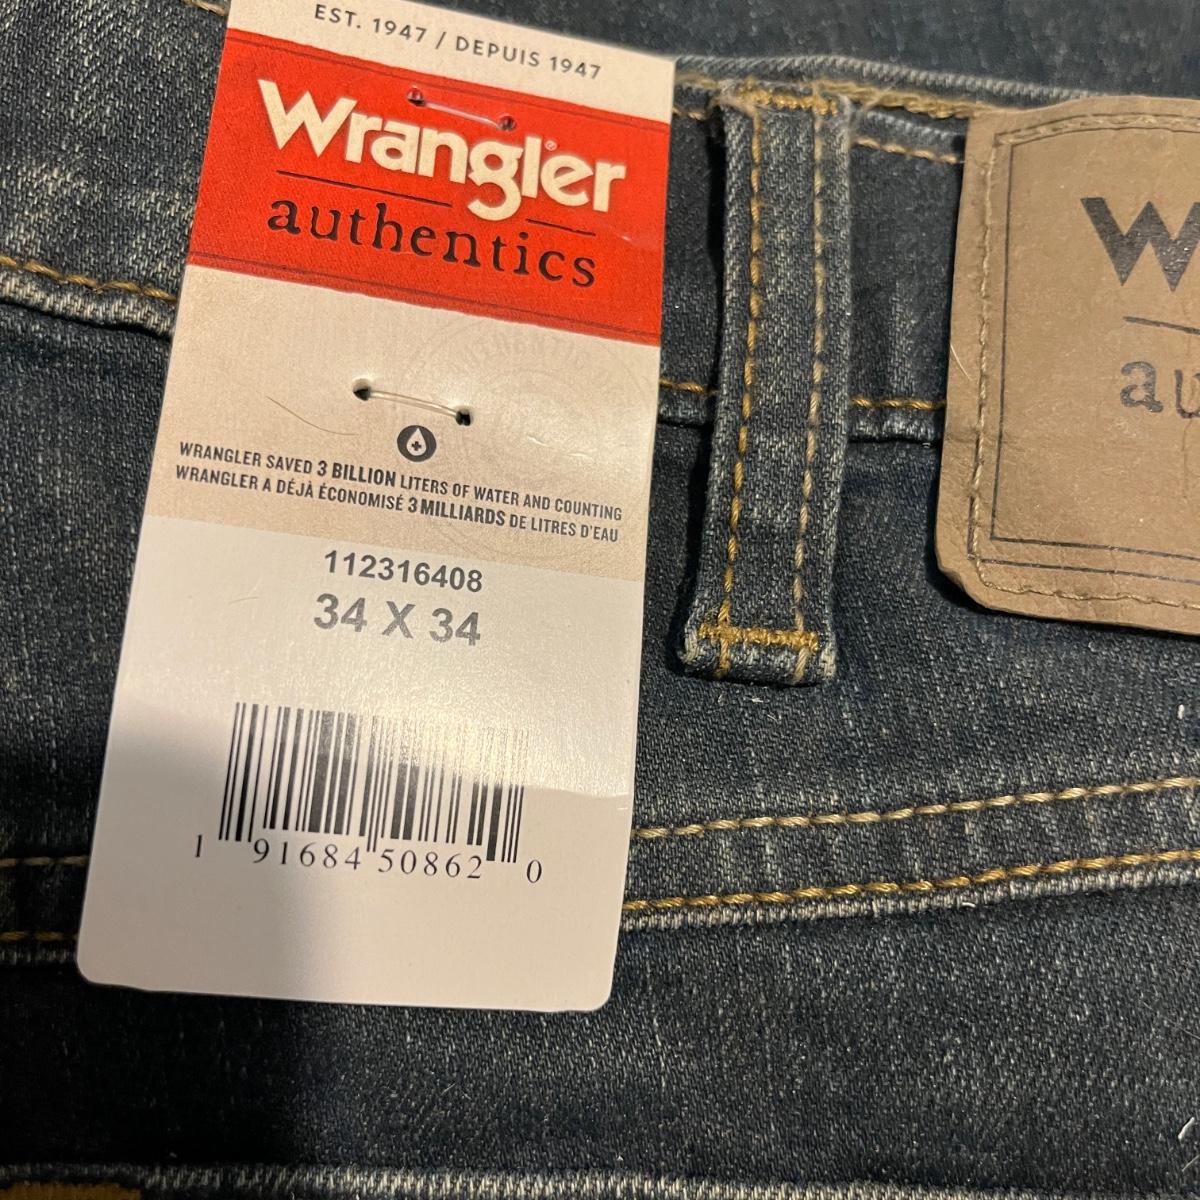 EST. 1947 / DEPUIS 1947
Wrangler®
authentics
WRANGLER SAVED 3 BILLION LITERS OF WATER AND COUNTING
WRANGLER A DÉJÀ ÉCONOMISÉ 3 MILLIARDS DE LITRES D'EAU
112316408
34 X 34
1 91684 50862 0
W
au